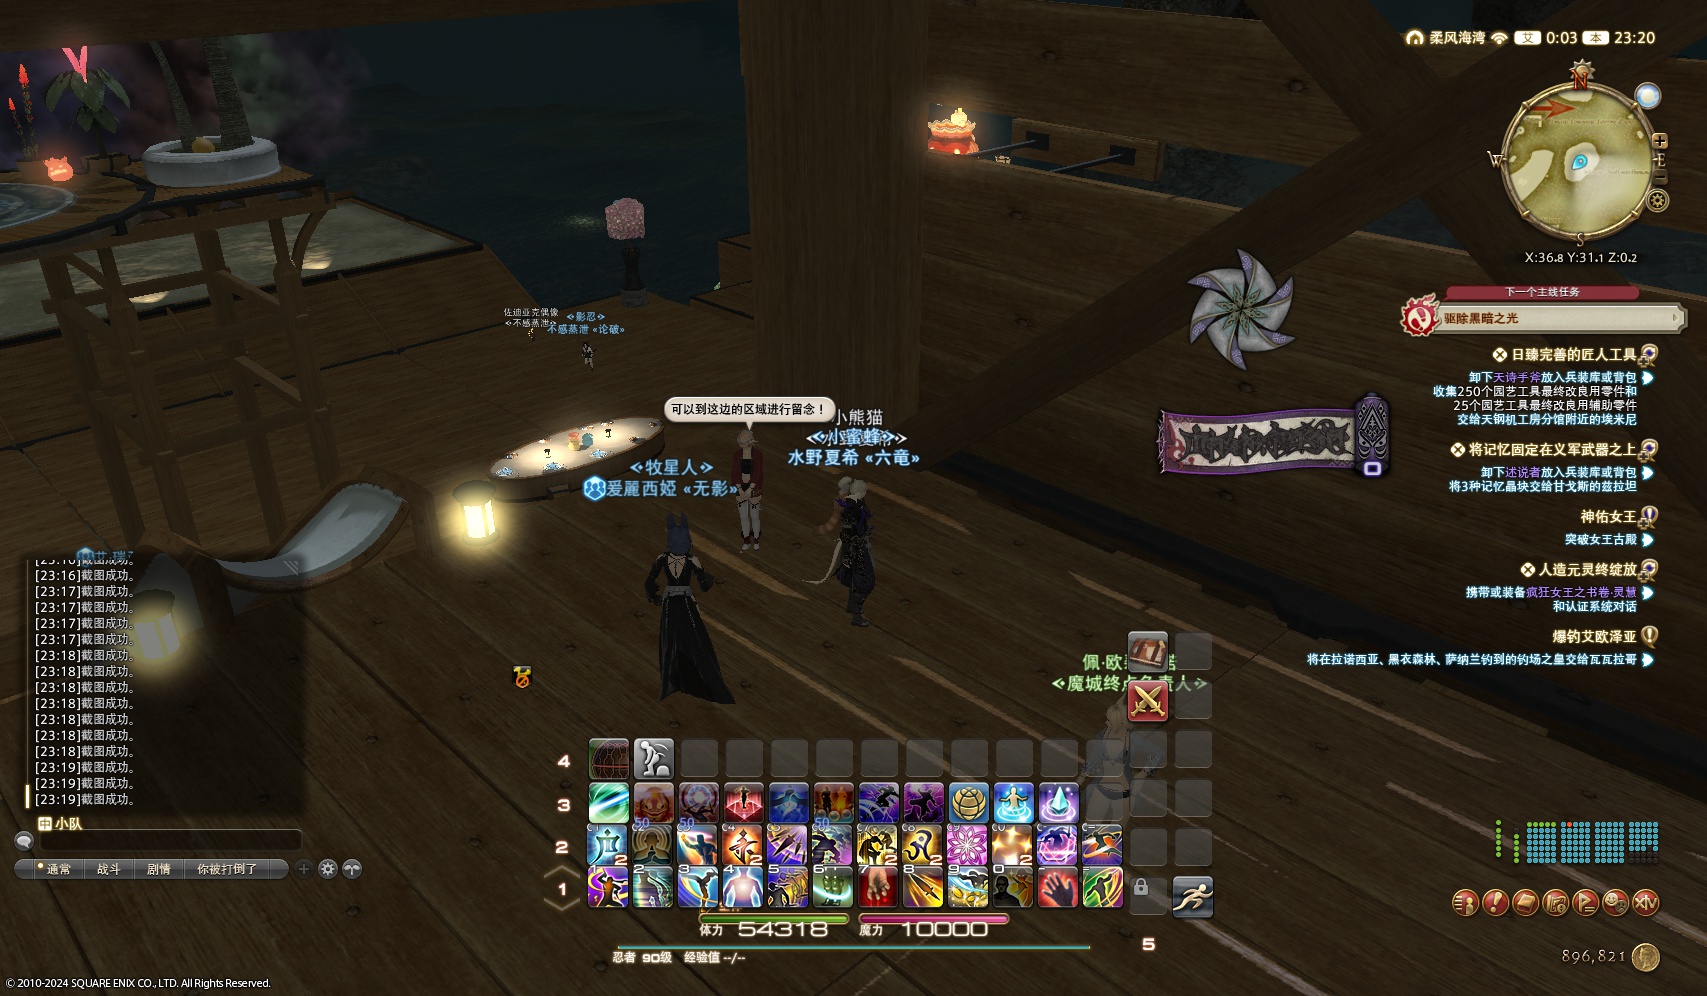 柔风海湾 艾 0:03 本 23:20
N
W
E
S
X:36.8 Y:31.1 Z:0.2
下一个主线任务
驱除黑暗之光
日臻完善的匠人工具
卸下天诗手斧放入兵装库或背包
收集250个园艺工具最终改良用零件和
25个园艺工具最终改良用辅助零件
交给天钢机工房分馆附近的埃米尼
将记忆固定在义军武器之上
卸下述说者放入兵装库或背包
将3种记忆晶块交给甘戈斯的兹拉坦
神佑女王
突破女王古殿
人造元灵终绽放
携带或装备疯狂女王之书卷·灵慧
和认证系统对话
爆钓艾欧泽亚
将在拉诺西亚、黑衣森林、萨纳兰钓到的钓场之皇交给瓦瓦拉哥
佐迪亚克偶像
<不感蒸泄>
<影忍>
不感蒸泄 «论破»
可以到这边的区域进行留念！
小熊猫
<小蜜蜂>
水野夏希 «六竜»
<牧星人>
爱麗西娅 «无影»
[23:16]截图成功。
[23:16]截图成功。
[23:17]截图成功。
[23:17]截图成功。
[23:17]截图成功。
[23:17]截图成功。
[23:18]截图成功。
[23:18]截图成功。
[23:18]截图成功。
[23:18]截图成功。
[23:18]截图成功。
[23:18]截图成功。
[23:18]截图成功。
[23:19]截图成功。
[23:19]截图成功。
[23:19]截图成功。
中 小队
通常 战斗 剧情 你被打倒了
4
3
2
1
5
体力 54318 魔力 10000
忍者 90级 经验值 --/--
896,821
© 2010-2024 SQUARE ENIX CO., LTD. All Rights Reserved.